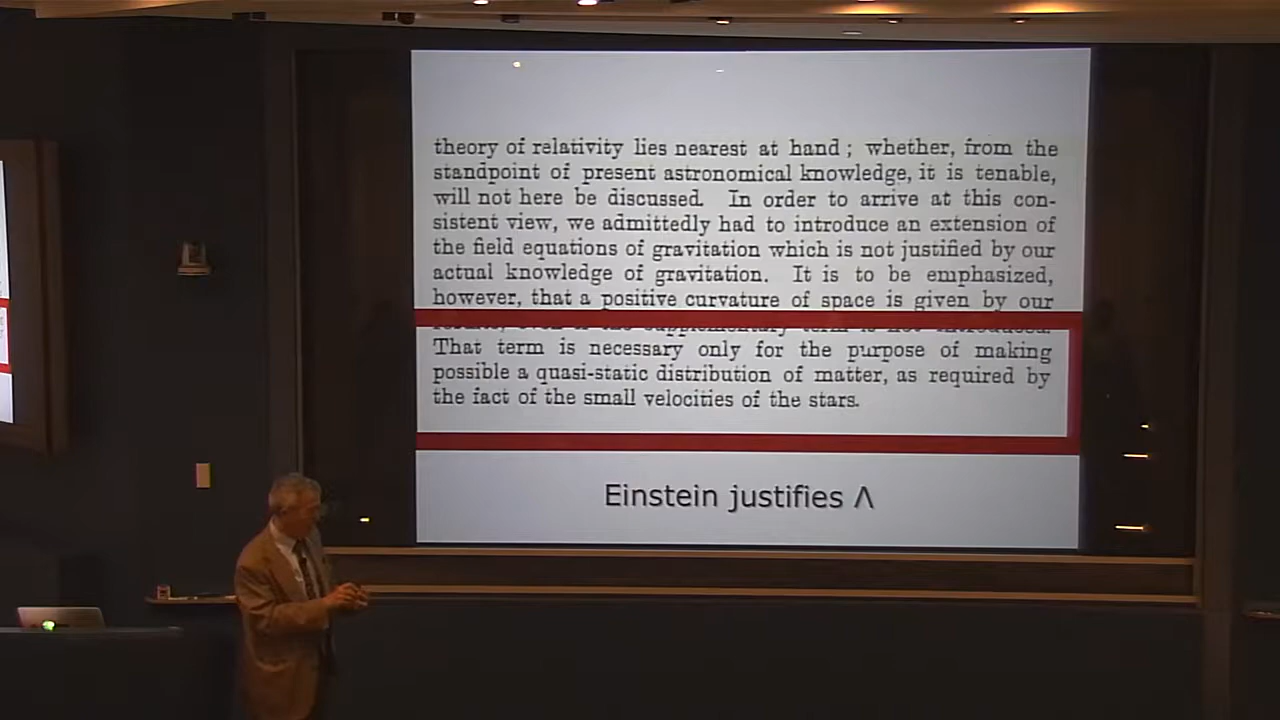 theory of relativity lies nearest at hand ; whether, from the
standpoint of present astronomical knowledge, it is tenable,
will not here be discussed. In order to arrive at this con-
sistent view, we admittedly had to introduce an extension of
the field equations of gravitation which is not justified by our
actual knowledge of gravitation. It is to be emphasized,
however, that a positive curvature of space is given by our
supplementary term is not introduced.
That term is necessary only for the purpose of making
possible a quasi-static distribution of matter, as required by
the fact of the small velocities of the stars.
Einstein justifies Λ